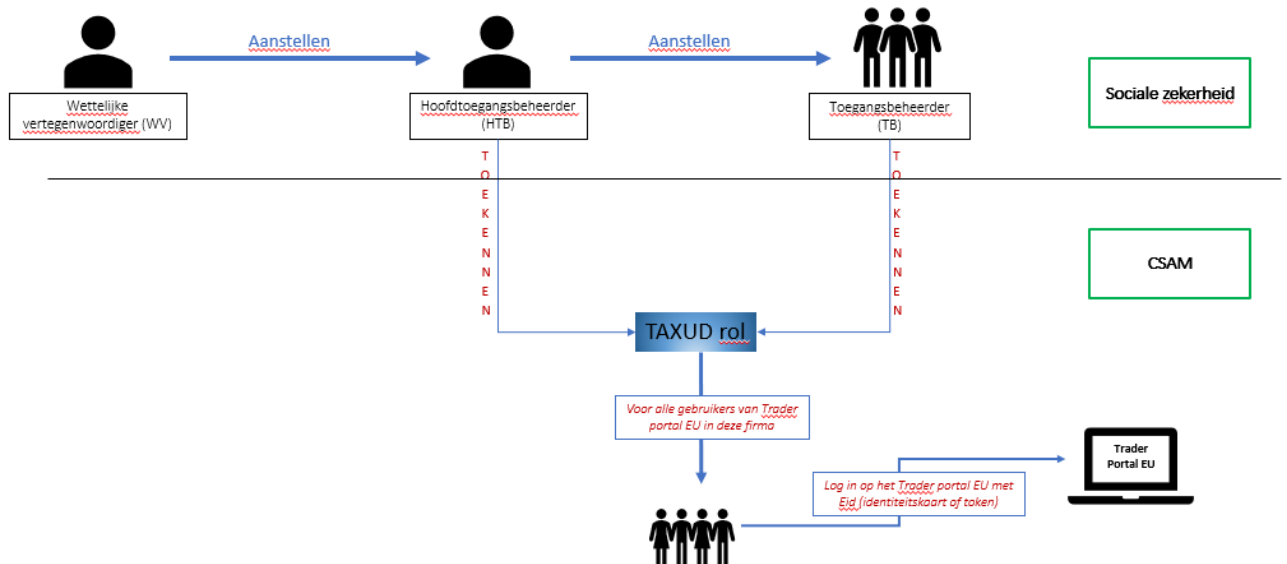 Aanstellen
Aanstellen
Wettelijke
vertegenwoordiger (WV)
Hoofdtoegangsbeheerder
(HTB)
Toegangsbeheerder
(TB)
Sociale zekerheid
TOEKENNNEN
TOEKENNNEN
CSAM
TAXUD rol
Voor alle gebruikers van Trader
portal EU in deze firma
Trader
Portal EU
Log in op het Trader portal EU met
Eid (identiteitskaart of token)